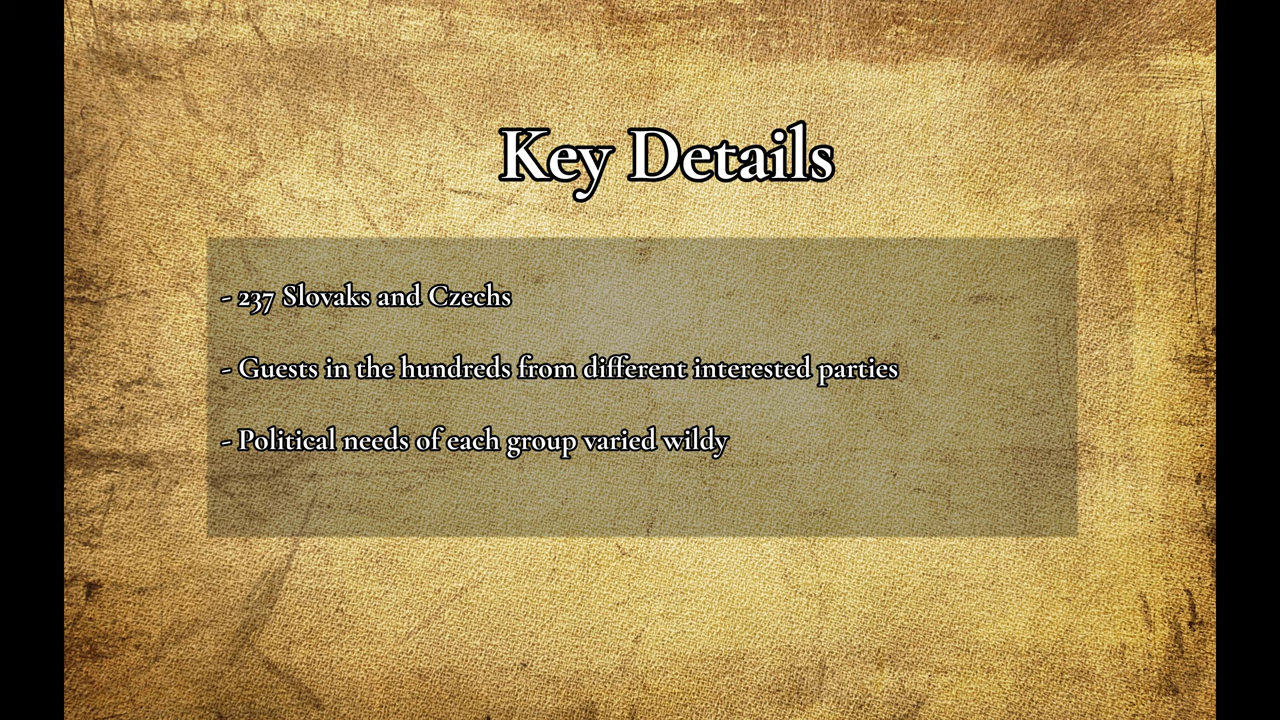 Key Details
- 237 Slovaks and Czechs
- Guests in the hundreds from different interested parties
- Political needs of each group varied wildy